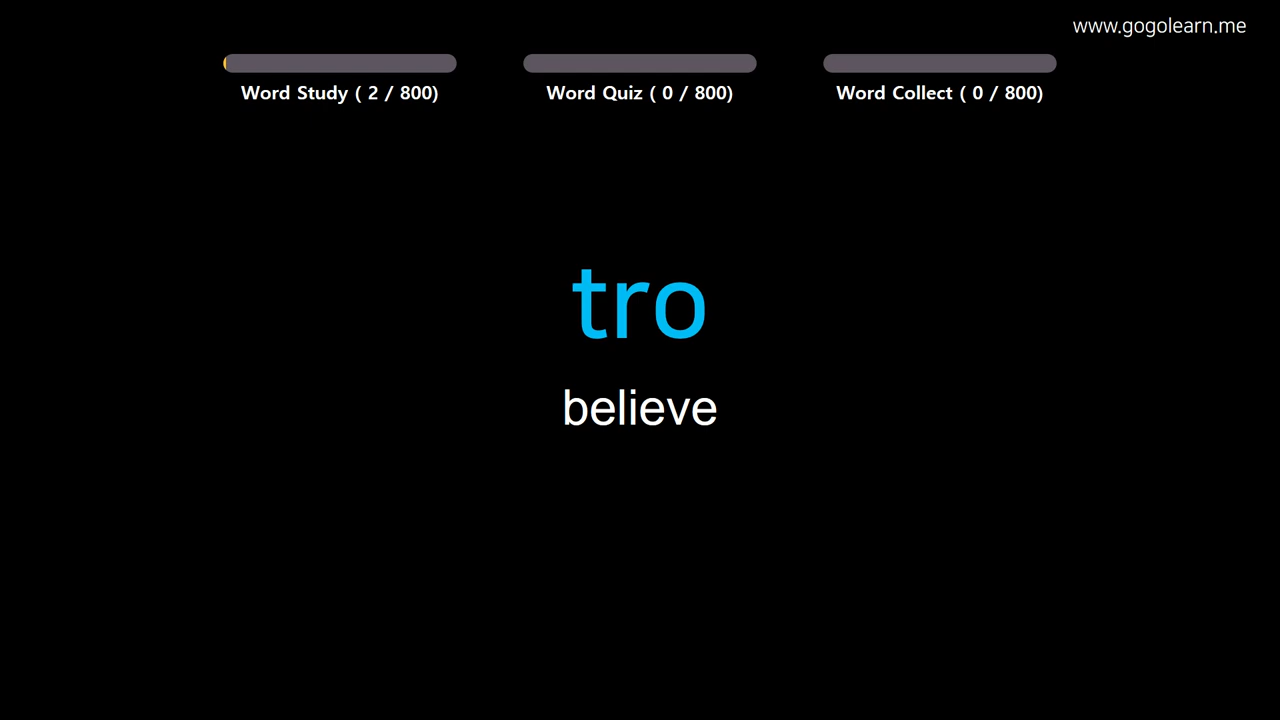 www.gogolearn.me
Word Study ( 2 / 800)
Word Quiz ( 0 / 800)
Word Collect ( 0 / 800)
tro
believe